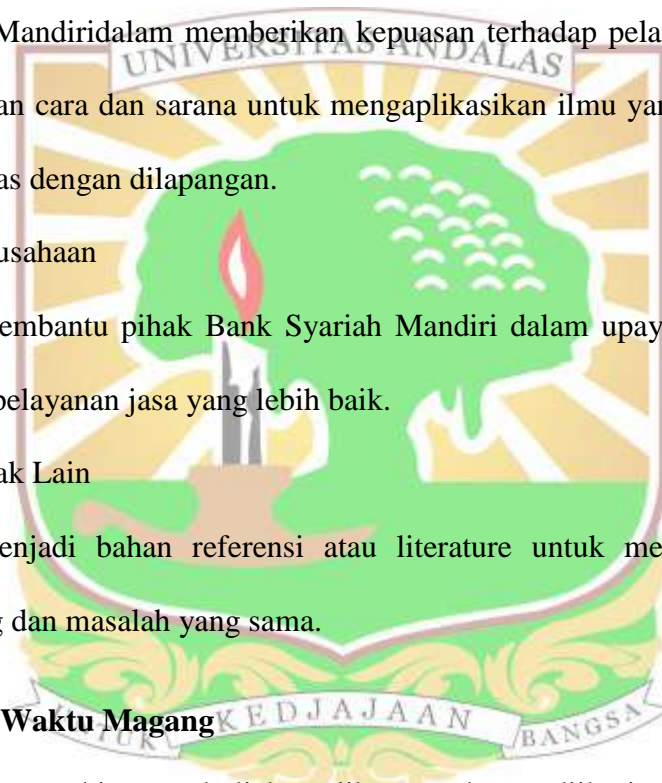 Mandiridalam memberikan kepuasan terhadap pela
UNIVERSITAS ANDALAS
an cara dan sarana untuk mengaplikasikan ilmu yan
as dengan dilapangan.
usahaan
embantu pihak Bank Syariah Mandiri dalam upay
pelayanan jasa yang lebih baik.
ak Lain
enjadi bahan referensi atau literature untuk me
g dan masalah yang sama.
Waktu Magang
UNTUK KEDJAJAAN BANGSA